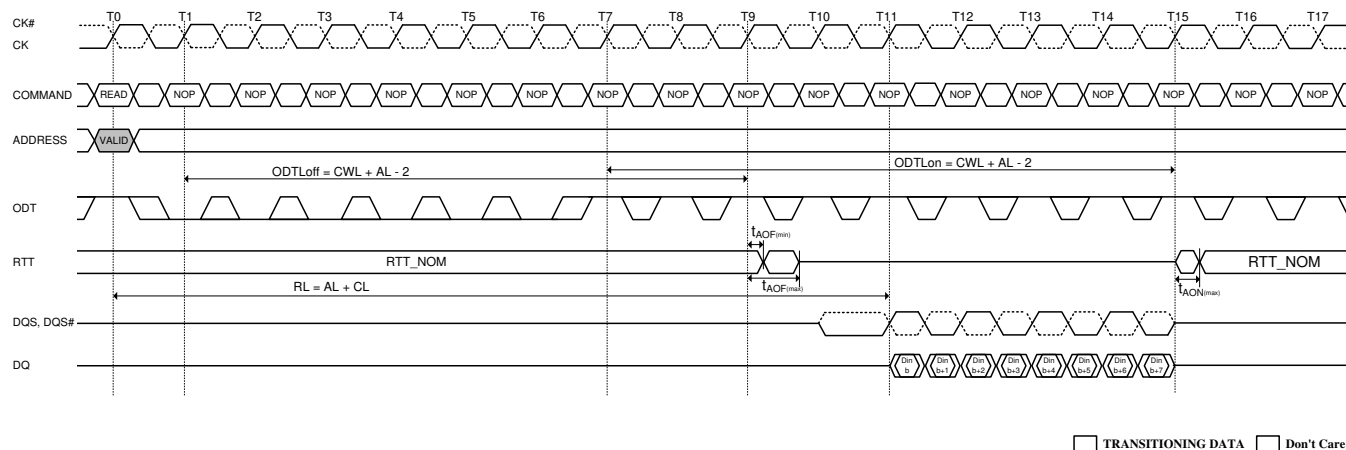 CK# T0 T1 T2 T3 T4 T5 T6 T7 T8 T9 T10 T11 T12 T13 T14 T15 T16 T17
CK
COMMAND READ NOP NOP NOP NOP NOP NOP NOP NOP NOP NOP NOP NOP NOP NOP NOP NOP NOP
ADDRESS VALID
ODTLoff = CWL + AL - 2 ODTLon = CWL + AL - 2
ODT
tAOF(min)
RTT RTT_NOM RTT_NOM
tAOF(max) tAON(max)
RL = AL + CL
DQS, DQS#
DQ Din b Din b+1 Din b+2 Din b+3 Din b+4 Din b+5 Din b+6 Din b+7
TRANSITIONING DATA Don't Care